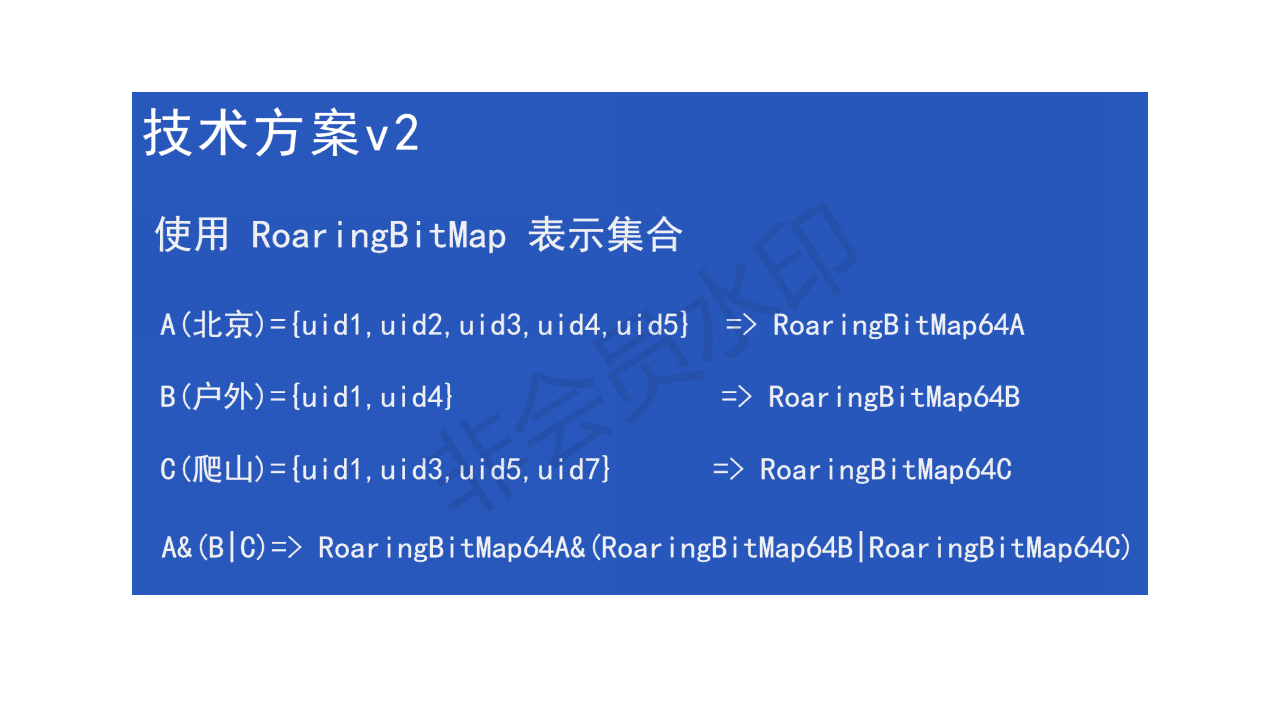 技术方案v2
使用 RoaringBitMap 表示集合
A(北京)={uid1,uid2,uid3,uid4,uid5} => RoaringBitMap64A
B(户外)={uid1,uid4} => RoaringBitMap64B
C(爬山)={uid1,uid3,uid5,uid7} => RoaringBitMap64C
A&(B|C)=> RoaringBitMap64A&(RoaringBitMap64B|RoaringBitMap64C)
非会员水印